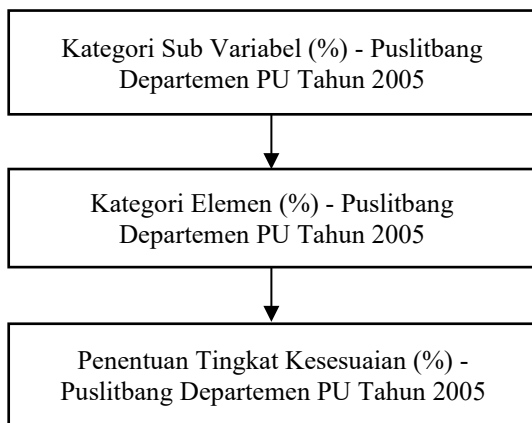 Kategori Sub Variabel (%) - Puslitbang
Departemen PU Tahun 2005
Kategori Elemen (%) - Puslitbang
Departemen PU Tahun 2005
Penentuan Tingkat Kesesuaian (%) -
Puslitbang Departemen PU Tahun 2005